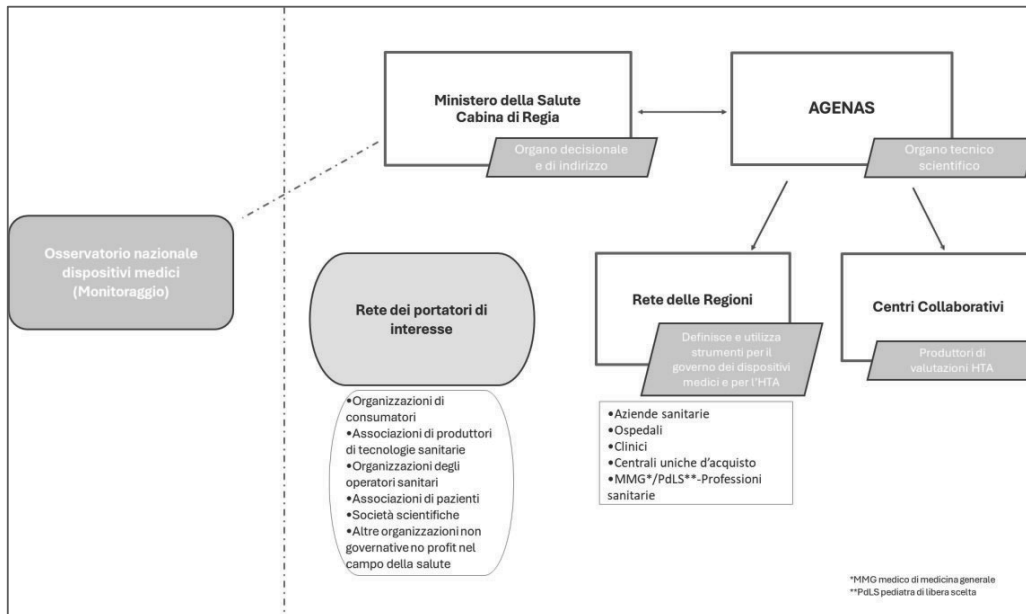 Ministero della Salute
Cabina di Regia
Organo decisionale
e di indirizzo
AGENAS
Organo tecnico
scientifico
Osservatorio nazionale
dispositivi medici
(Monitoraggio)
Rete dei portatori di
interesse
•Organizzazioni di
consumatori
•Associazioni di produttori
di tecnologie sanitarie
•Organizzazioni degli
operatori sanitari
•Associazioni di pazienti
•Società scientifiche
•Altre organizzazioni non
governative no profit nel
campo della salute
Rete delle Regioni
Definisce e utilizza
strumenti per il
governo dei dispositivi
medici e per l'HTA
•Aziende sanitarie
•Ospedali
•Clinici
•Centrali uniche d'acquisto
•MMG*/PdLS**-Professioni
sanitarie
Centri Collaborativi
Produttori di
valutazioni HTA
*MMG medico di medicina generale
**PdLS pediatra di libera scelta